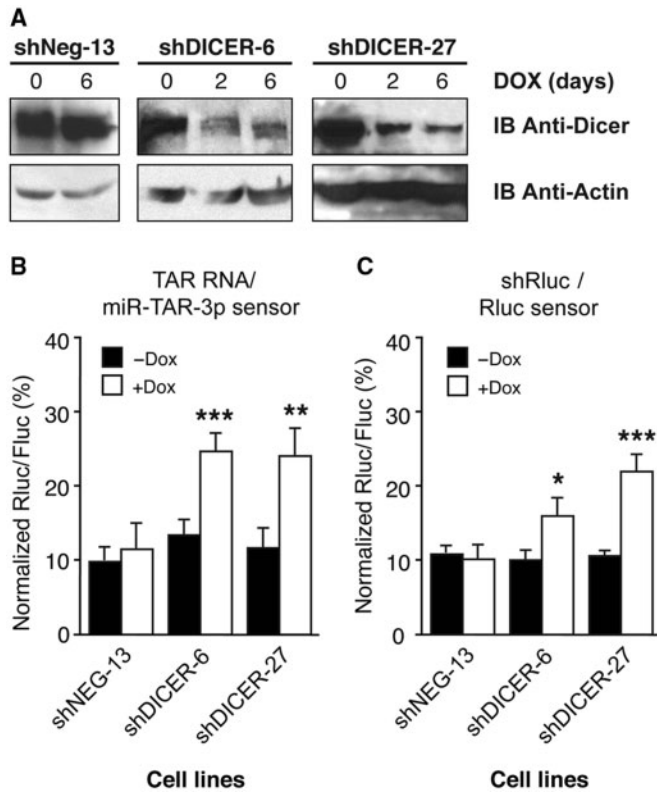 A
shNeg-13 shDICER-6 shDICER-27
0 6 0 2 6 0 2 6 DOX (days)
IB Anti-Dicer
IB Anti-Actin
B
TAR RNA/
miR-TAR-3p sensor
Normalized Rluc/Fluc (%)
40
30
20
10
0
–Dox
+Dox
***
**
shNEG-13
shDICER-6
shDICER-27
Cell lines
C
shRluc /
Rluc sensor
Normalized Rluc/Fluc (%)
40
30
20
10
0
–Dox
+Dox
*
***
shNEG-13
shDICER-6
shDICER-27
Cell lines